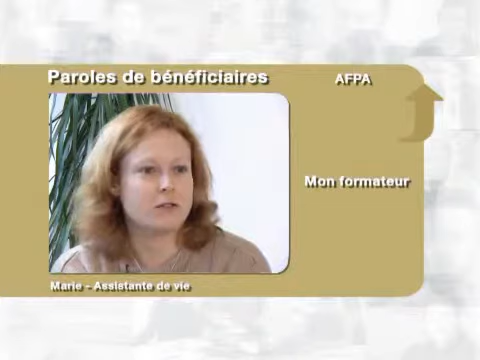 Paroles de bénéficiaires
AFPA
Mon formateur
Marie - Assistante de vie